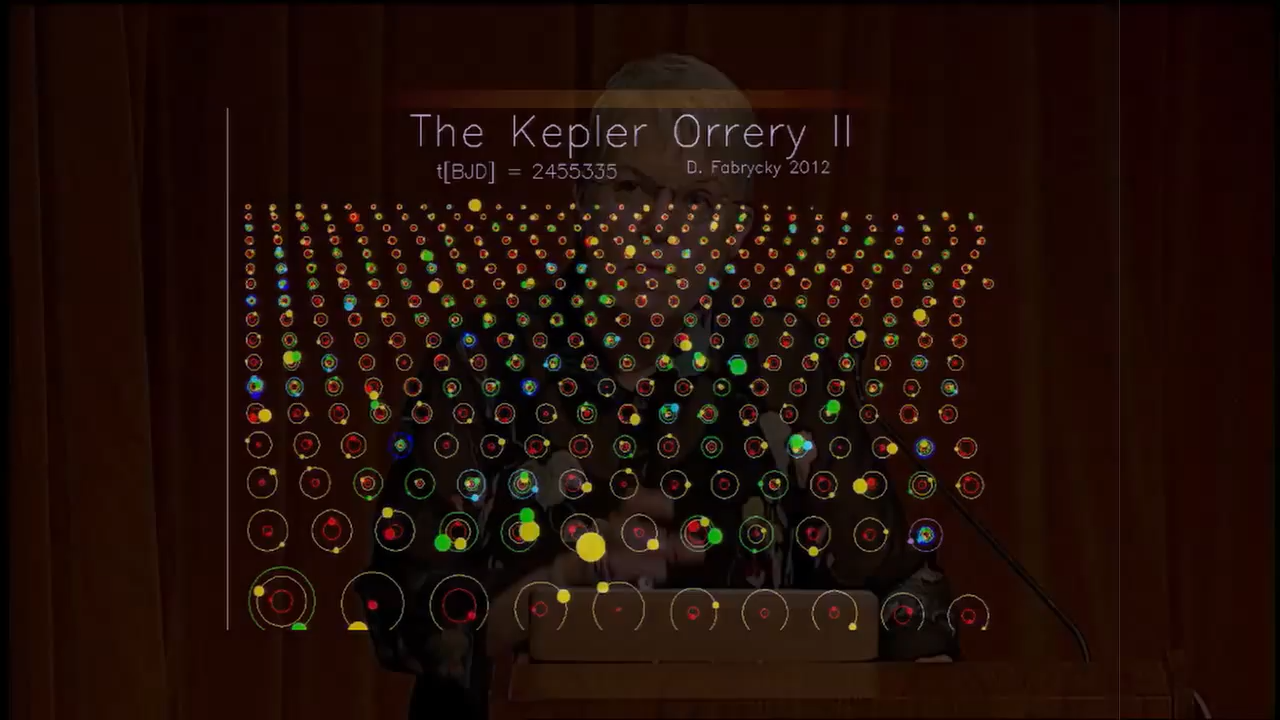 The Kepler Orrery II
t[BJD] = 2455335
D. Fabrycky 2012